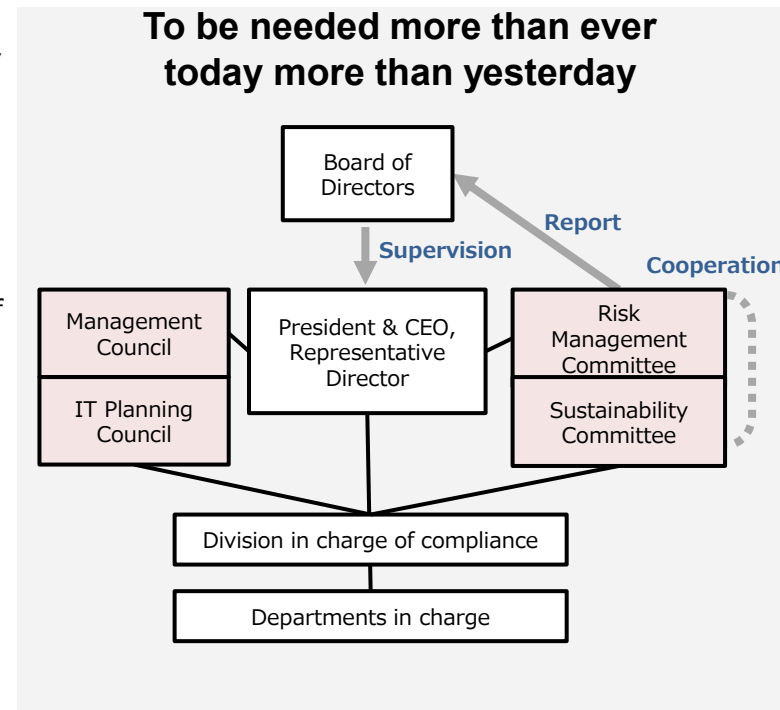 To be needed more than ever
today more than yesterday
Board of
Directors
Report
Supervision
Cooperation
Management
Council
President & CEO,
Representative
Director
Risk
Management
Committee
IT Planning
Council
Sustainability
Committee
Division in charge of compliance
Departments in charge